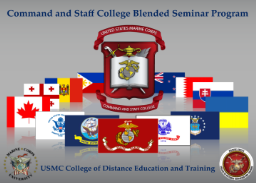 Command and Staff College Blended Seminar Program
UNITED STATES MARINE CORPS
COMMAND AND STAFF COLLEGE
USMC College of Distance Education and Training